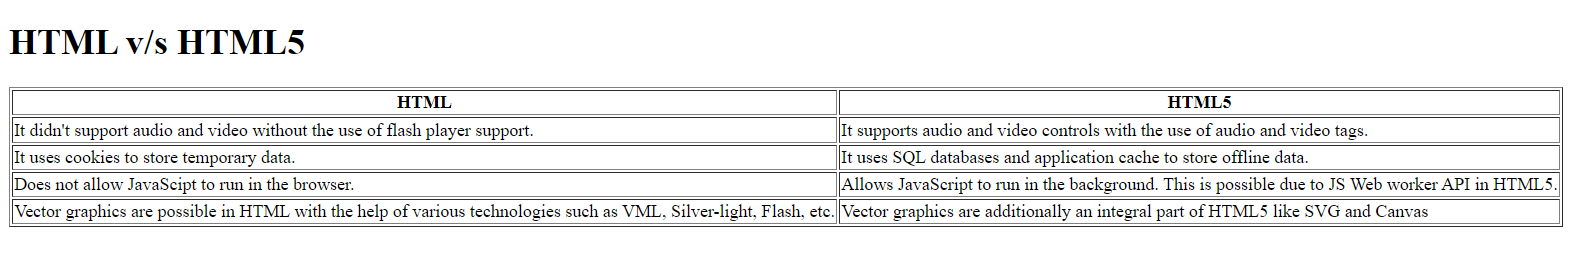 HTML v/s HTML5
HTML HTML5
It didn't support audio and video without the use of flash player support. It supports audio and video controls with the use of audio and video tags.
It uses cookies to store temporary data. It uses SQL databases and application cache to store offline data.
Does not allow JavaScipt to run in the browser. Allows JavaScript to run in the background. This is possible due to JS Web worker API in HTML5.
Vector graphics are possible in HTML with the help of various technologies such as VML, Silver-light, Flash, etc. Vector graphics are additionally an integral part of HTML5 like SVG and Canvas